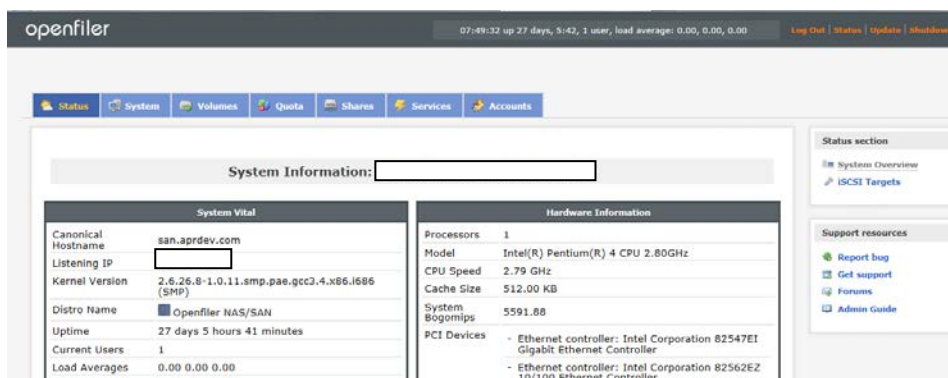 openfiler
07:49:32 up 27 days, 5:42, 1 user, load average: 0.00, 0.00, 0.00
Log Out | Status | Update |
Status System Volumes Quota Shares Services Accounts
System Information:
System Vital
Canonical Hostname san.aprdev.com
Listening IP
Kernel Version 2.6.26.8-1.0.11.smp.pae.gcc3.4.x86.i686
(SMP)
Distro Name Openfiler NAS/SAN
Uptime 27 days 5 hours 41 minutes
Current Users 1
Load Averages 0.00 0.00 0.00
Hardware Information
Processors 1
Model Intel(R) Pentium(R) 4 CPU 2.80GHz
CPU Speed 2.79 GHz
Cache Size 512.00 KB
System Bogomips 5591.88
PCI Devices
- Ethernet controller: Intel Corporation 82547EI
Gigabit Ethernet Controller
- Ethernet controller: Intel Corporation 82562EZ
10/100 Ethernet Controller
Status section
System Overview
iSCSI Targets
Support resources
Report bug
Get support
Forums
Admin Guide